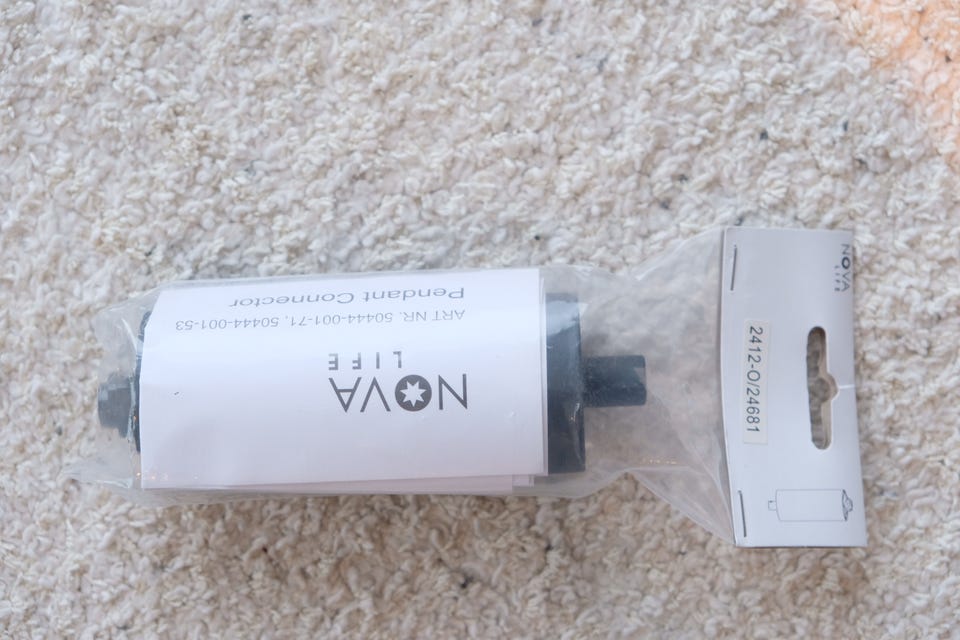 NOVA
LIFE
ART NR. 50444-001-71, 50444-001-53
Pendant Connector
NOVA
LIFE
2412-O/24681